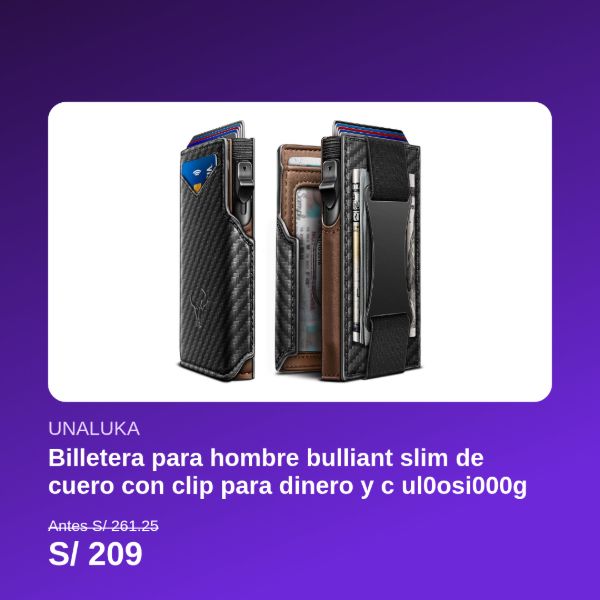 UNALUKA
Billetera para hombre bulliant slim de
cuero con clip para dinero y c ul0osi000g
Antes S/ 261.25
S/ 209